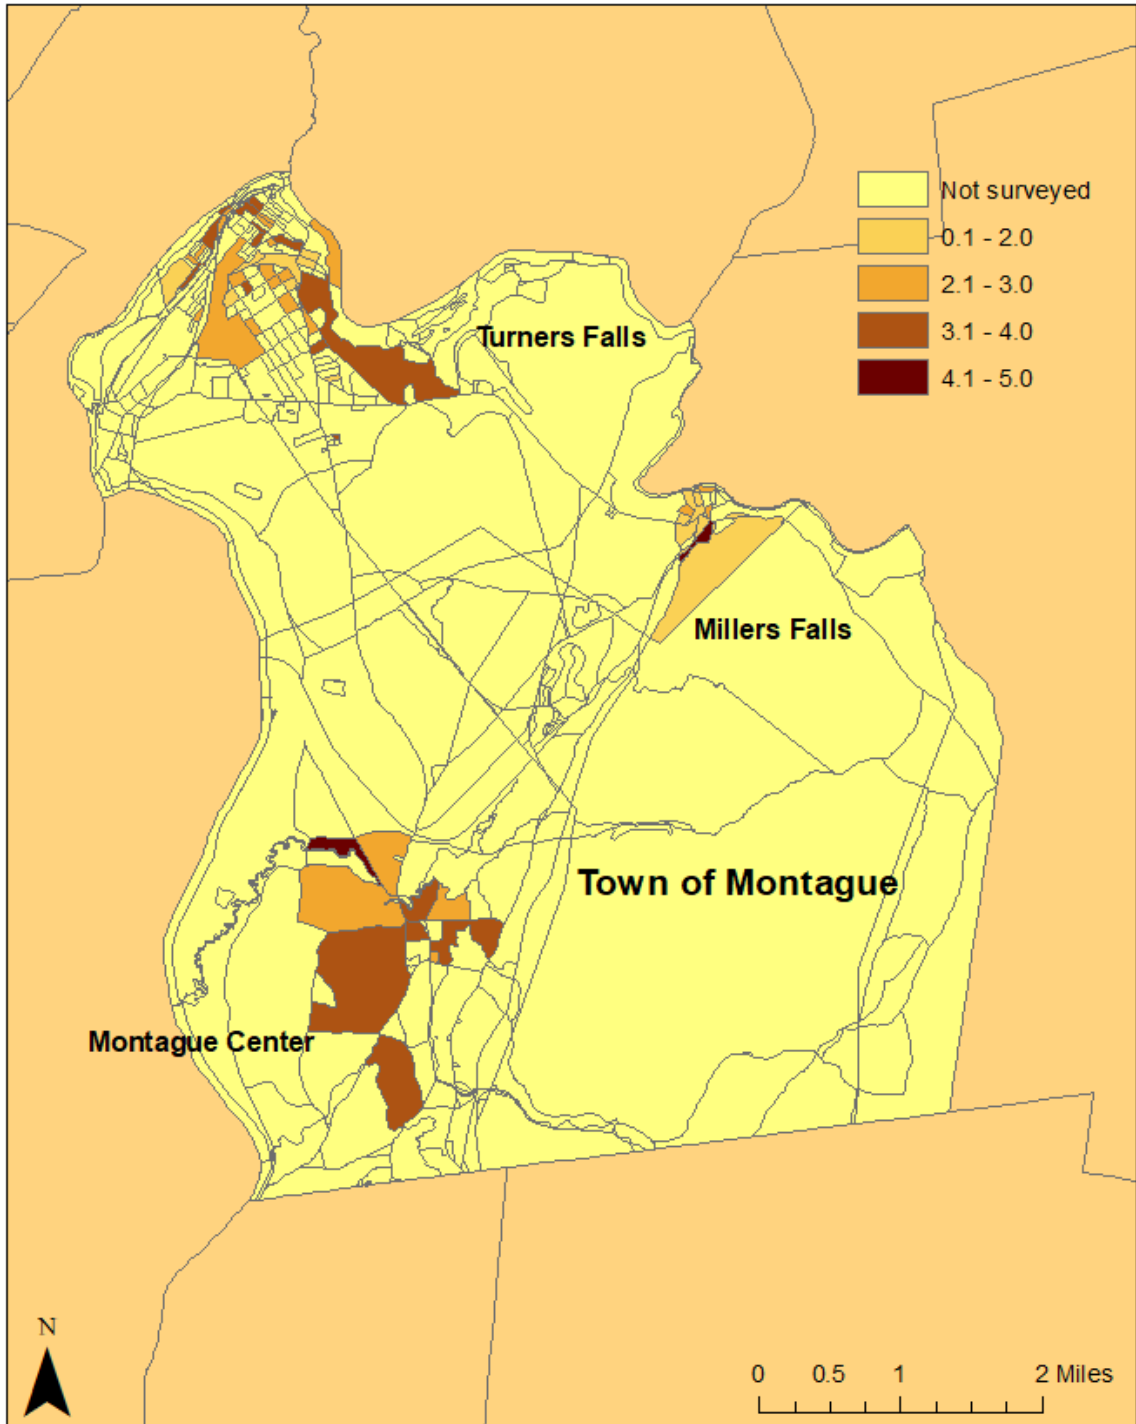 Not surveyed
0.1 - 2.0
2.1 - 3.0
3.1 - 4.0
4.1 - 5.0
Turners Falls
Millers Falls
Town of Montague
Montague Center
N
0 0.5 1 2 Miles